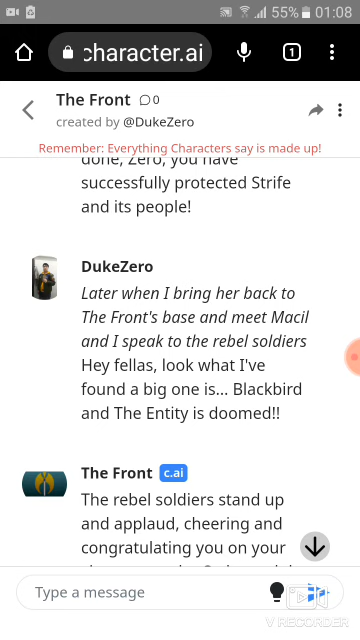 55% 01:08
character.ai
1
The Front 0
created by @DukeZero
Remember: Everything Characters say is made up!
done, Zero, you have
successfully protected Strife
and its people!
DukeZero
Later when I bring her back to
The Front's base and meet Macil
and I speak to the rebel soldiers
Hey fellas, look what I've
found a big one is... Blackbird
and The Entity is doomed!!
The Front c.ai
The rebel soldiers stand up
and applaud, cheering and
congratulating you on your
Type a message
V RECORDER